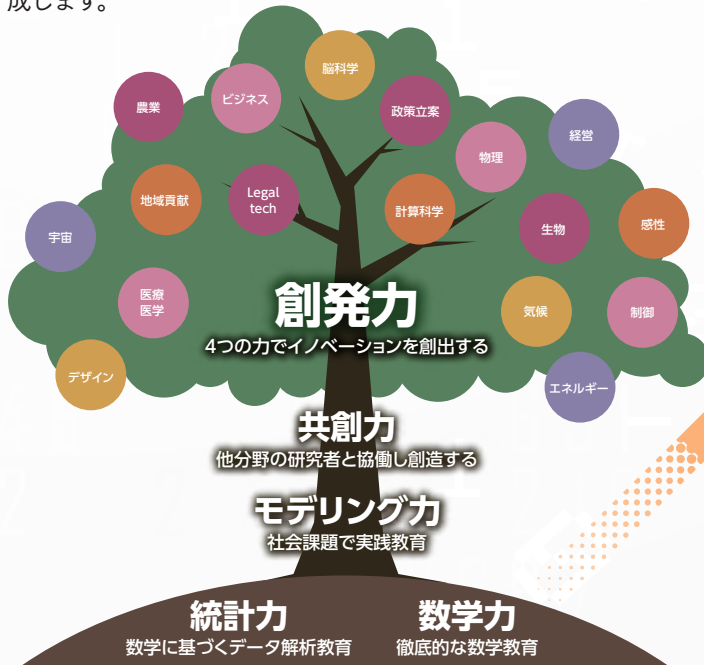 成します。
脳科学
ビジネス
農業
政策立案
経営
物理
地域貢献
Legal
tech
計算科学
生物
感性
宇宙
医療
医学
気候
制御
デザイン
エネルギー
創発力
4つの力でイノベーションを創出する
共創力
他分野の研究者と協働し創造する
モデリング力
社会課題で実践教育
統計力
数学に基づくデータ解析教育
数学力
徹底的な数学教育